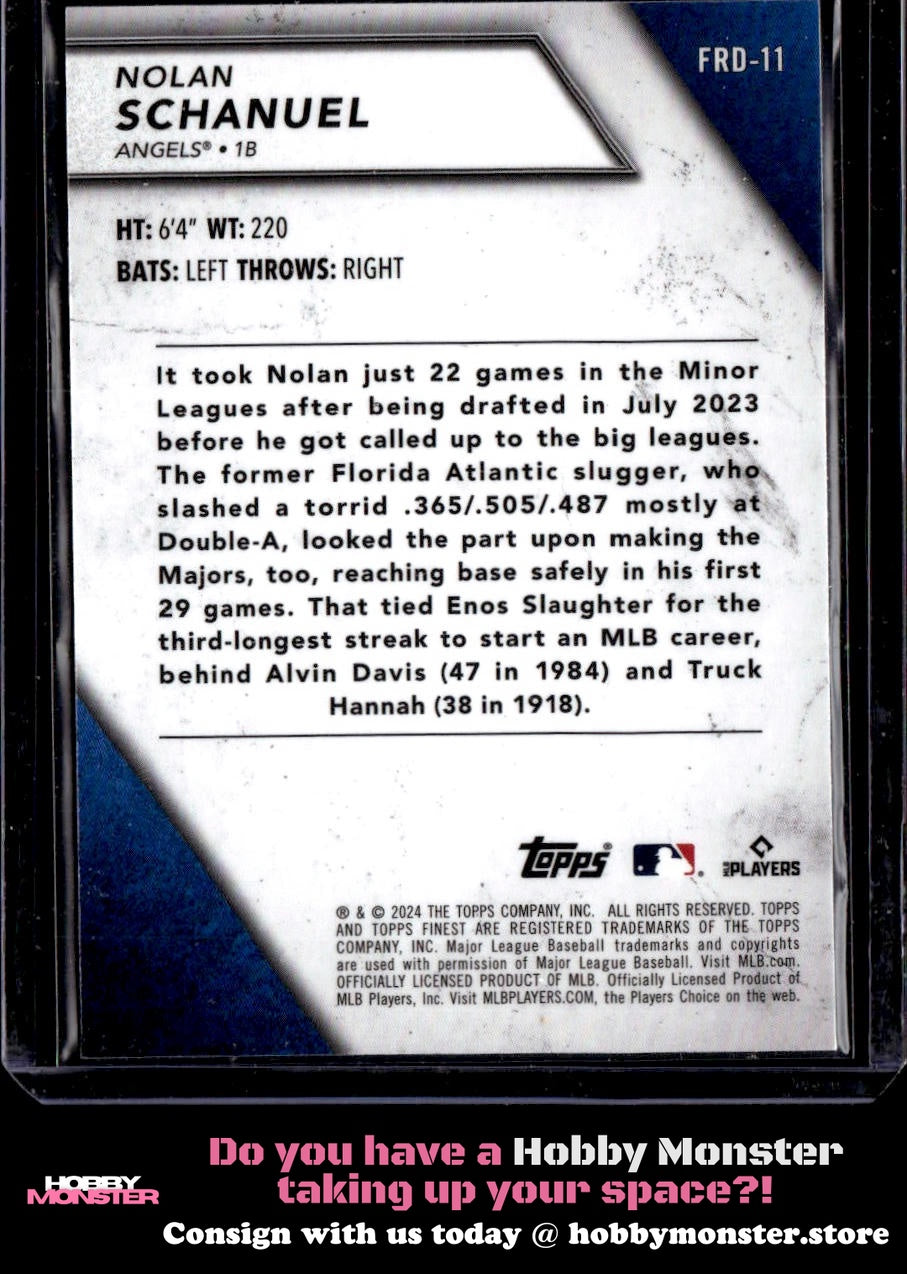 NOLAN
SCHANUEL
ANGELS® • 1B
FRD-11
HT: 6'4" WT: 220
BATS: LEFT THROWS: RIGHT
It took Nolan just 22 games in the Minor
Leagues after being drafted in July 2023
before he got called up to the big leagues.
The former Florida Atlantic slugger, who
slashed a torrid .365/.505/.487 mostly at
Double-A, looked the part upon making the
Majors, too, reaching base safely in his first
29 games. That tied Enos Slaughter for the
third-longest streak to start an MLB career,
behind Alvin Davis (47 in 1984) and Truck
Hannah (38 in 1918).
topps®
MLB PLAYERS
® & © 2024 THE TOPPS COMPANY, INC. ALL RIGHTS RESERVED. TOPPS
AND TOPPS FINEST ARE REGISTERED TRADEMARKS OF THE TOPPS
COMPANY, INC. Major League Baseball trademarks and copyrights
are used with permission of Major League Baseball. Visit MLB.com.
OFFICIALLY LICENSED PRODUCT OF MLB. Officially Licensed Product of
MLB Players, Inc. Visit MLBPLAYERS.COM, the Players Choice on the web.
Do you have a Hobby Monster
taking up your space?!
HOBBY
MONSTER
Consign with us today @ hobbymonster.store